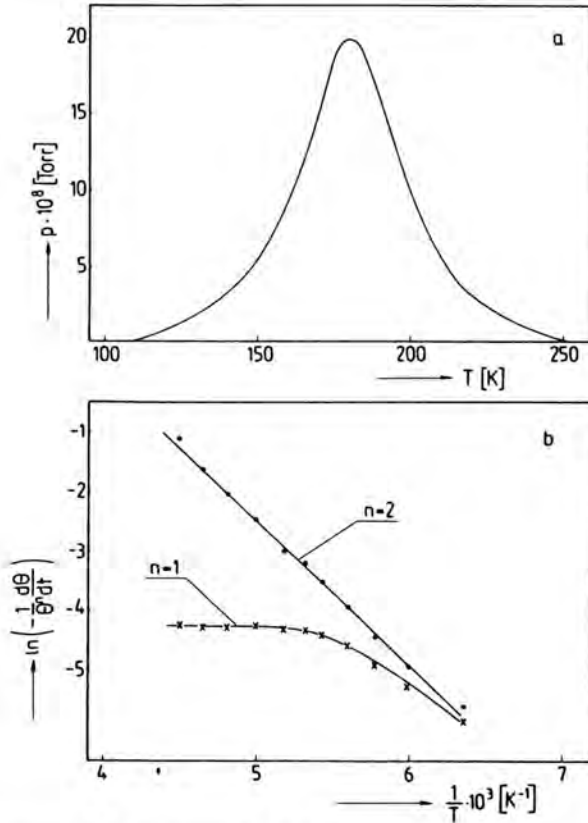 a
20
15
10
5
p·10⁸ [Torr]
100 150 200 250
T [K]
b
-1
-2
-3
-4
-5
n=2
n=1
ln(-1/θⁿ dθ/dt)
4 5 6 7
1/T·10³ [K⁻¹]